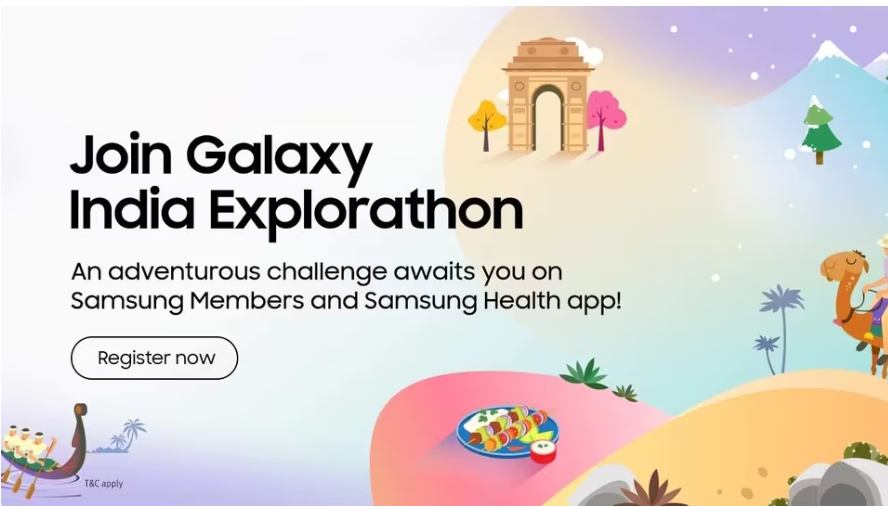 Join Galaxy
India Explorathon
An adventurous challenge awaits you on
Samsung Members and Samsung Health app!
Register now
T&C apply